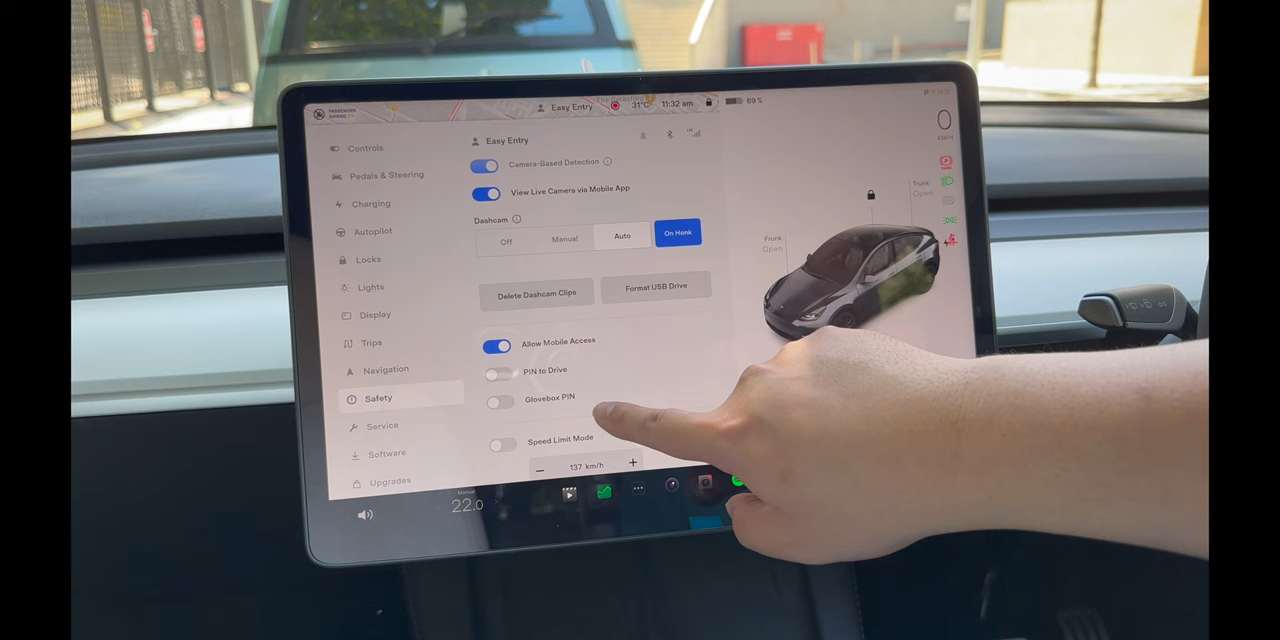 PASSENGER
AIRBAG
Easy Entry
31°C
11:32 am
69%
P R N D
0
KM/H
Controls
Pedals & Steering
Charging
Autopilot
Locks
Lights
Display
Trips
Navigation
Safety
Service
Software
Upgrades
Easy Entry
Camera-Based Detection
View Live Camera via Mobile App
Dashcam
Off
Manual
Auto
On Honk
Delete Dashcam Clips
Format USB Drive
Allow Mobile Access
PIN to Drive
Glovebox PIN
Speed Limit Mode
– 137 km/h +
Frunk
Open
Trunk
Open
Manual
22.0